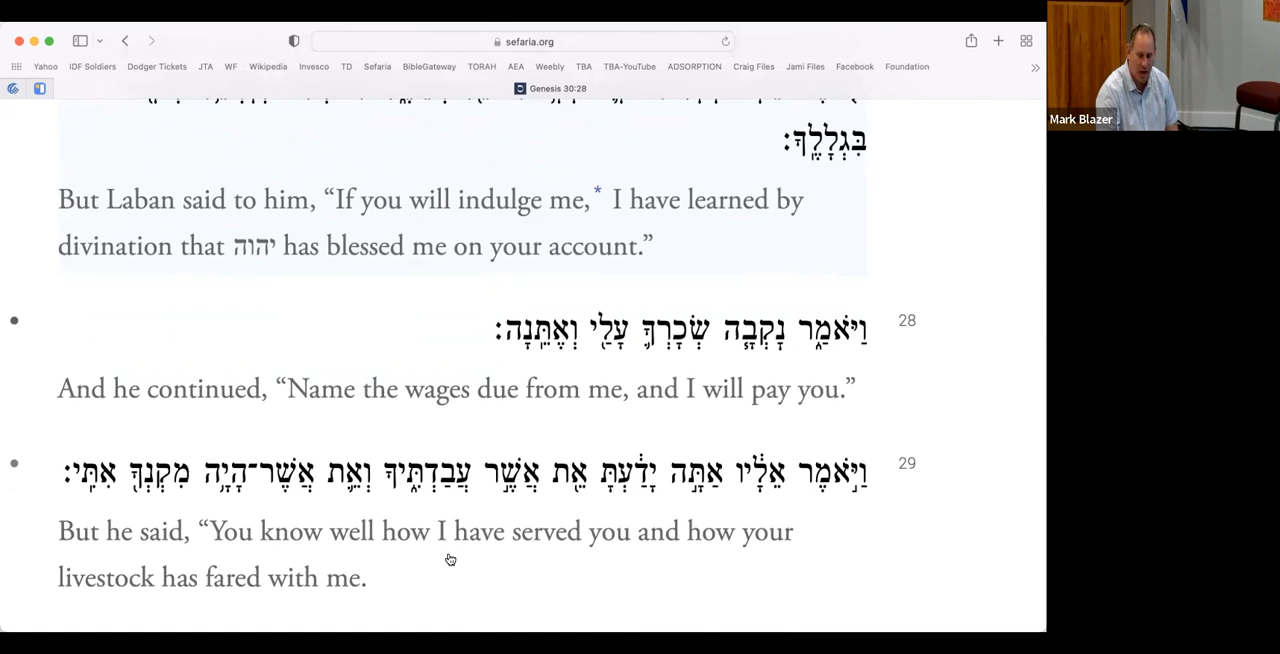 sefaria.org
Yahoo IDF Soldiers Dodger Tickets JTA WF Wikipedia Invesco TD Sefaria BibleGateway TORAH AEA Weebly TBA TBA-YouTube ADSORPTION Craig Files Jami Files Facebook Foundation
Genesis 30:28
Mark Blazer
בִּגְלָלֶֽךָ׃
But Laban said to him, “If you will indulge me,* I have learned by
divination that יהוה has blessed me on your account.”
וַיֹּאמַ֑ר נׇקְבָ֧ה שְׂכָרְךָ֛ עָלַ֖י וְאֶתֵּֽנָה׃ 28
And he continued, “Name the wages due from me, and I will pay you.”
וַיֹּ֣אמֶר אֵלָ֔יו אַתָּ֣ה יָדַ֔עְתָּ אֵ֖ת אֲשֶׁ֣ר עֲבַדְתִּ֑יךָ וְאֵ֛ת אֲשֶׁר־הָיָ֥ה מִקְנְךָ֖ אִתִּֽי׃ 29
But he said, “You know well how I have served you and how your
livestock has fared with me.